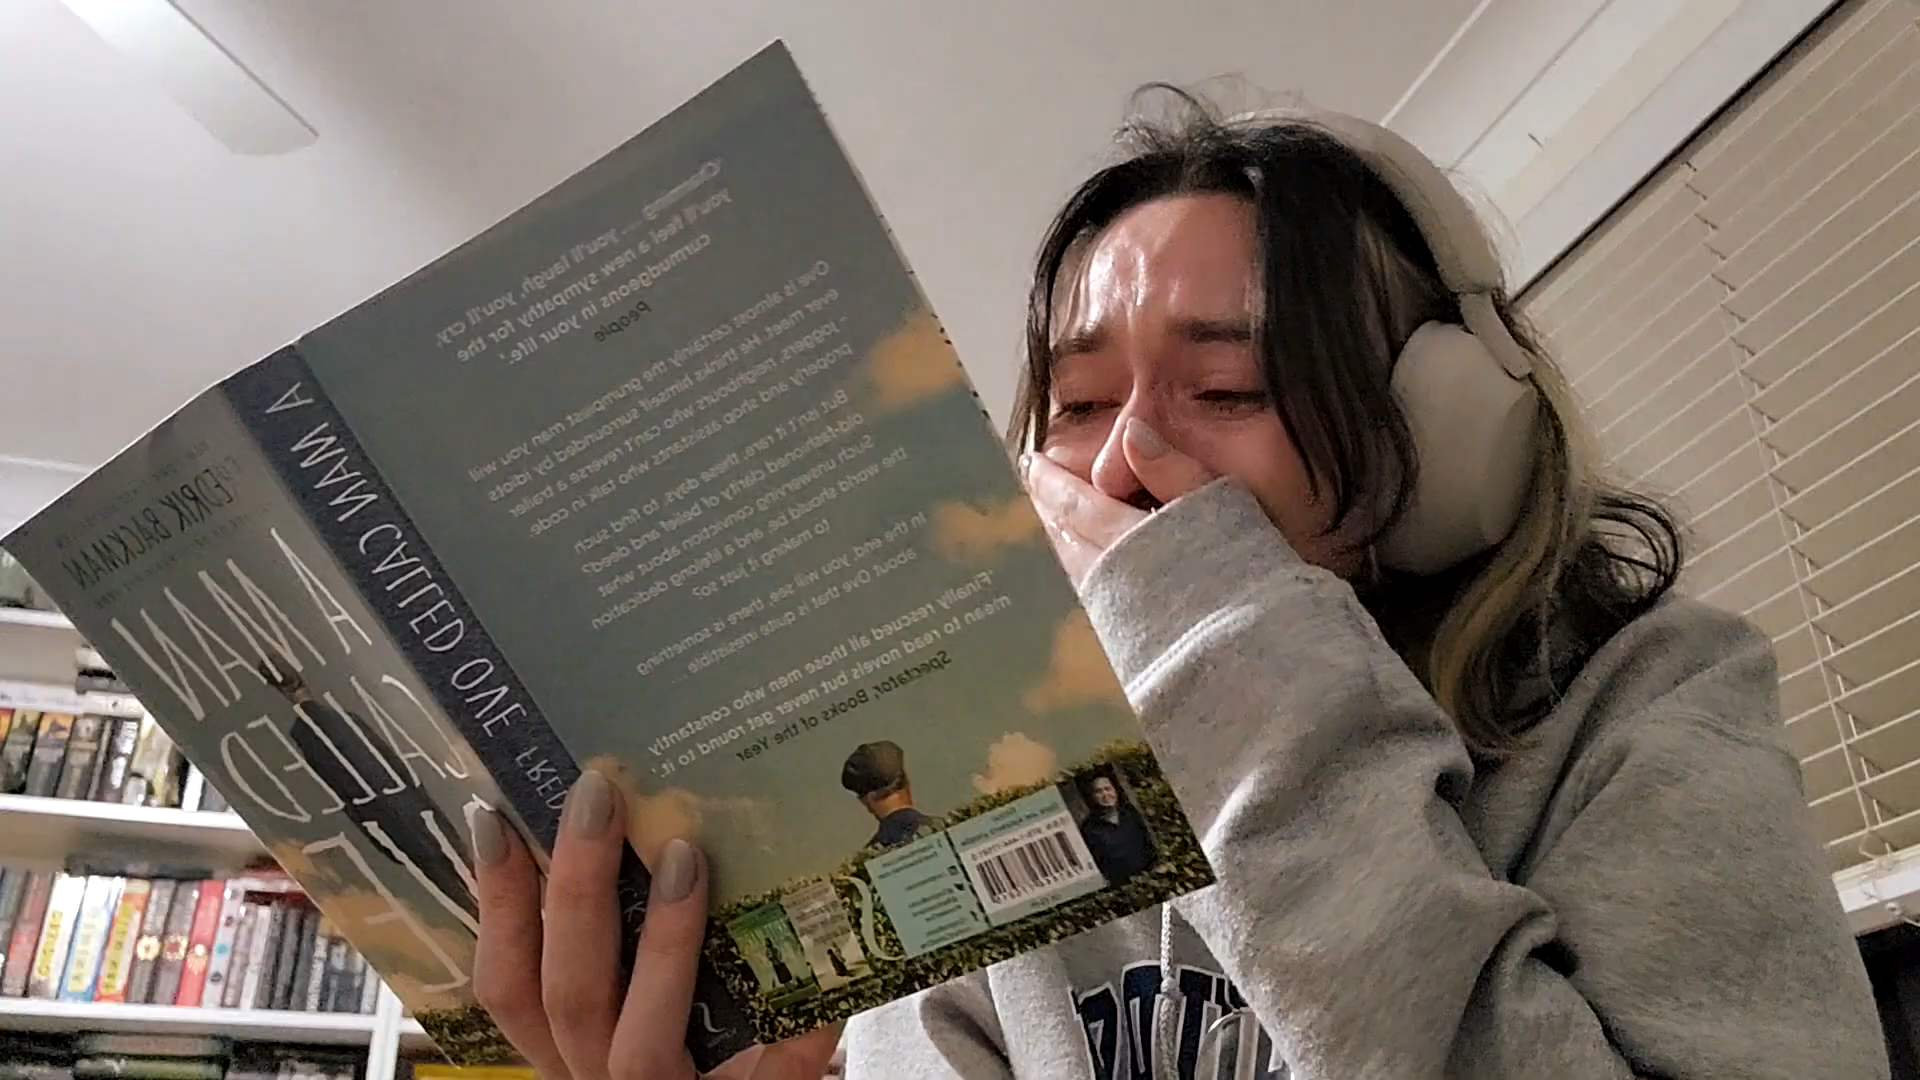 'Charming ... you'll laugh, you'll cry,
you'll feel a new sympathy for the
curmudgeons in your life.'
People
Ove is almost certainly the grumpiest man you will
ever meet. He thinks himself surrounded by idiots
- joggers, neighbours who can't reverse a trailer
properly and shop assistants who talk in code.
But isn't it rare, these days, to find such
old-fashioned clarity of belief and deed?
Such unswerving conviction about what
the world should be, and a lifelong dedication
to making it just so?
In the end you will see, there is something
about Ove that is quite irresistible ...
'Finally rescued all those men who constantly
mean to read novels but never get round to it.'
Spectator, Books of the Year
A MAN CALLED OVE FRED
CK
FREDRIK BACKMAN
A MAN
CALLED